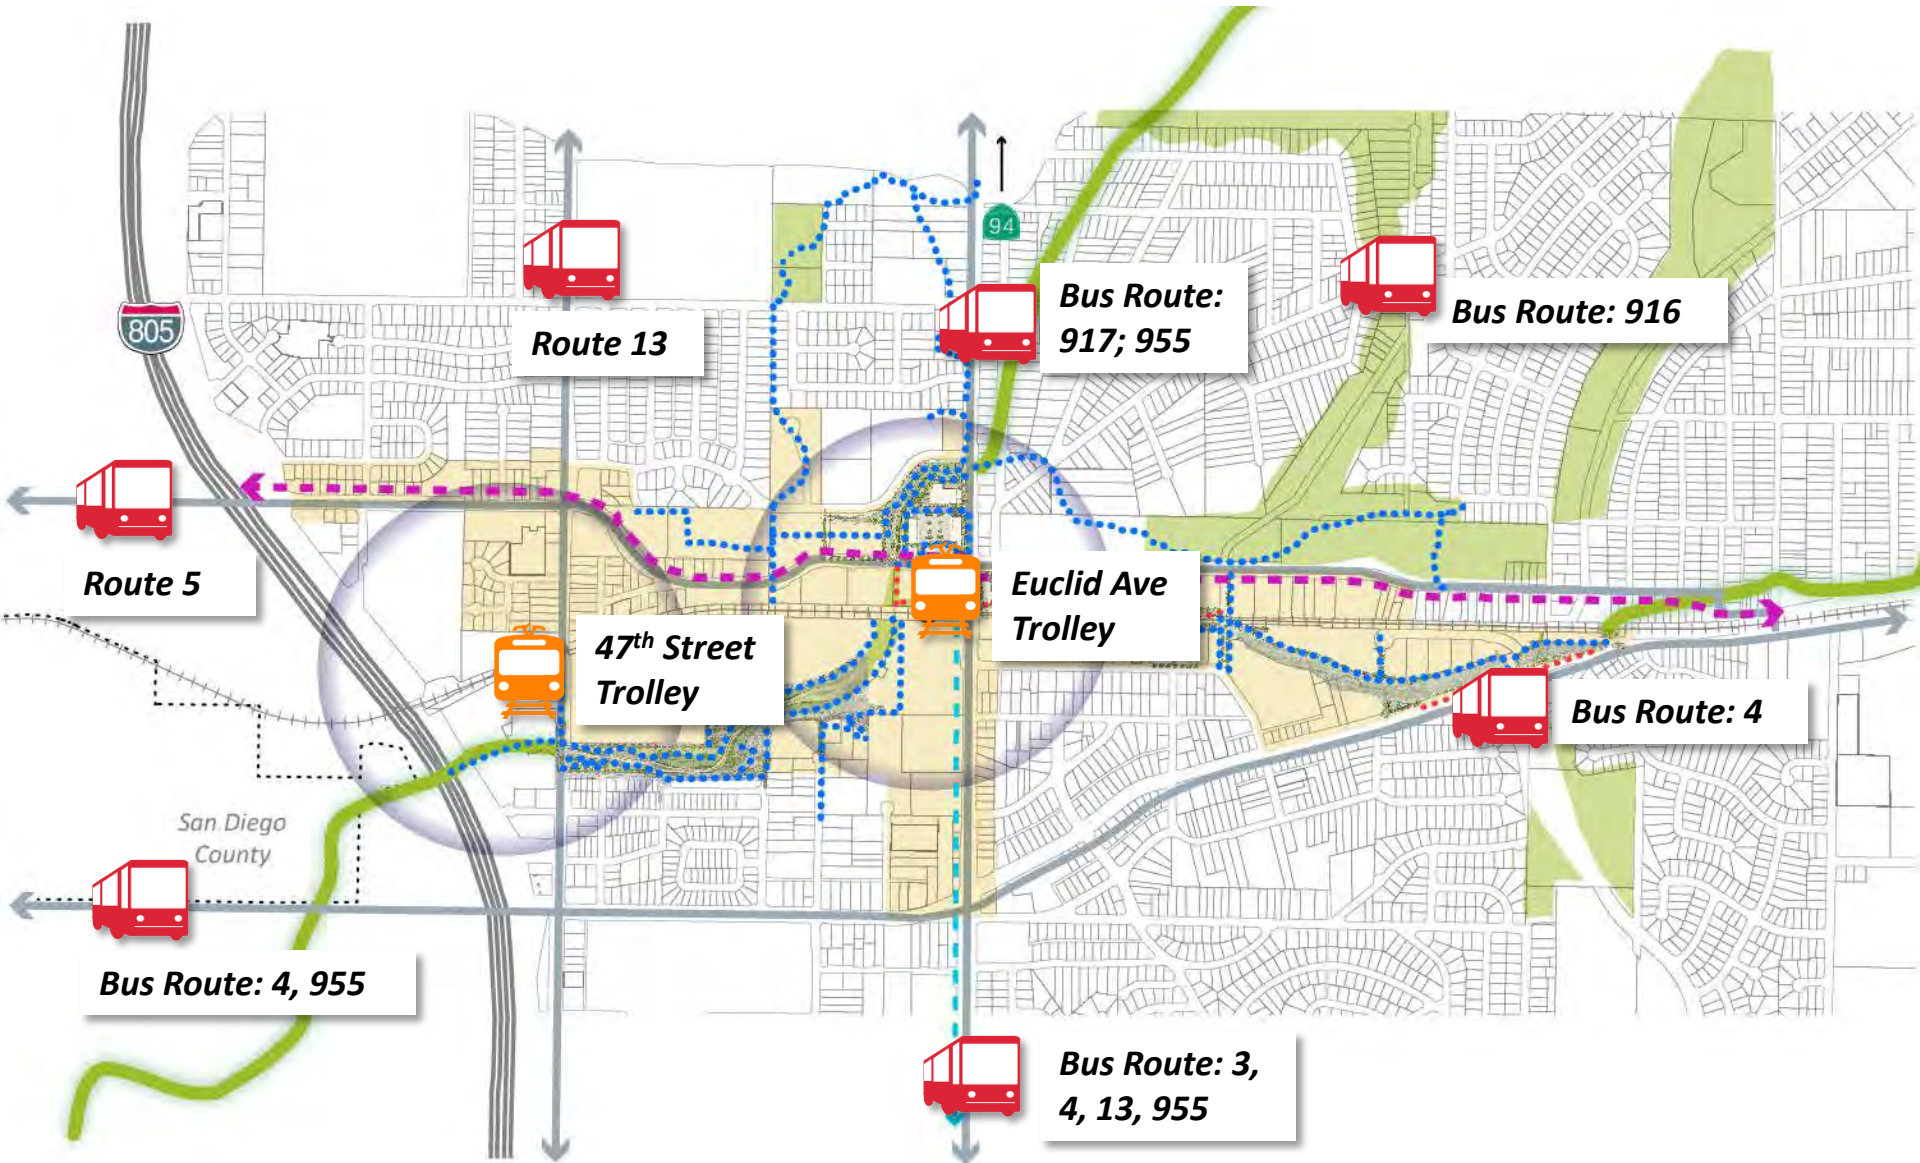 94
Bus Route:
917; 955
Bus Route: 916
805
Route 13
Route 5
Euclid Ave
Trolley
47th Street
Trolley
Bus Route: 4
San Diego
County
Bus Route: 4, 955
Bus Route: 3,
4, 13, 955